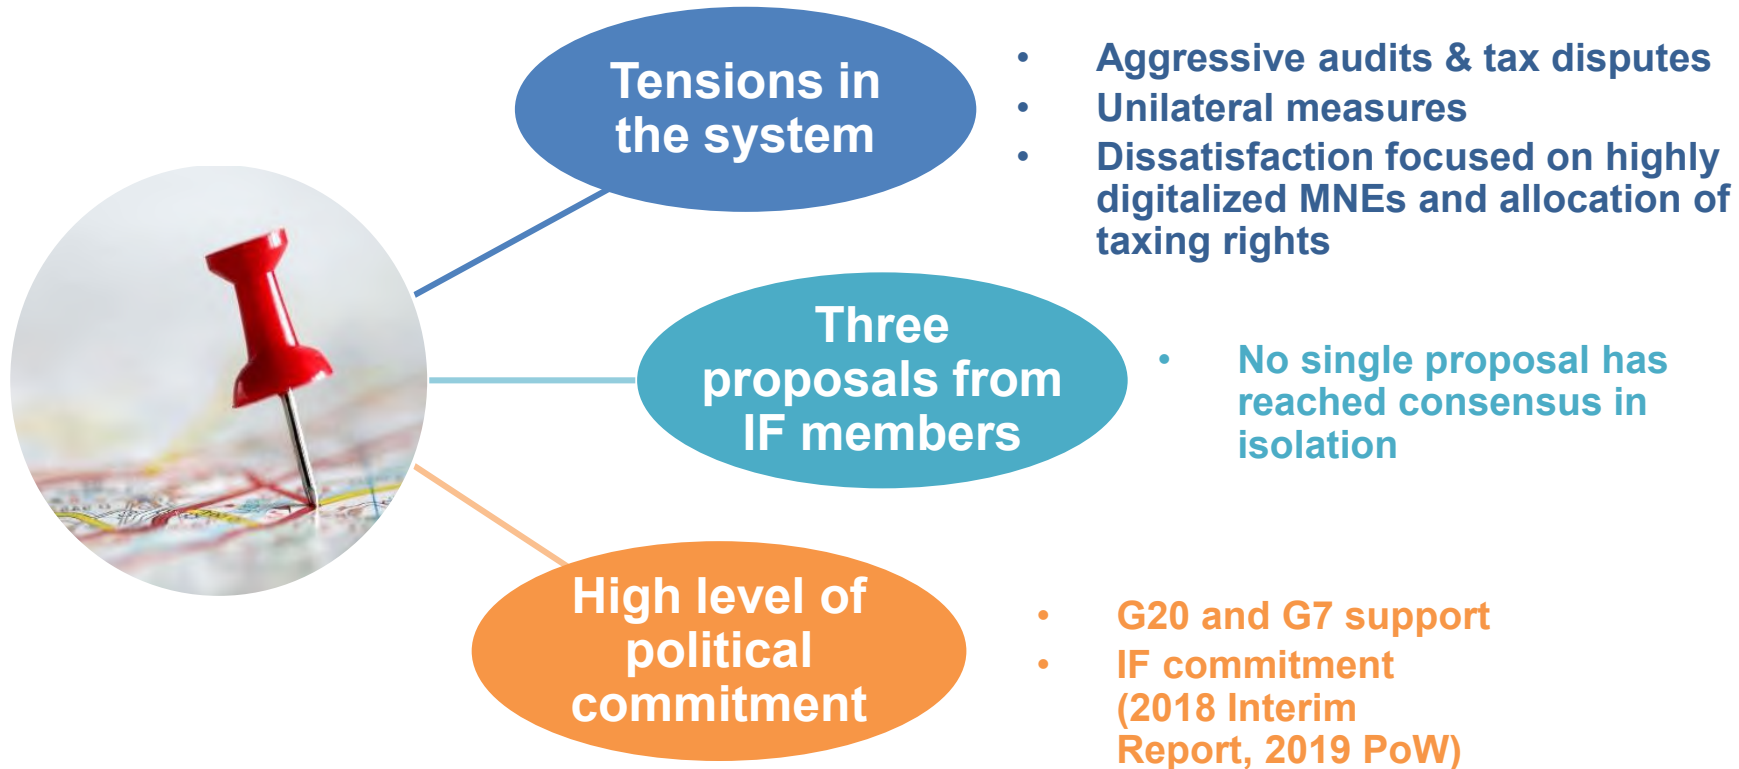 Tensions in
the system
• Aggressive audits & tax disputes
• Unilateral measures
• Dissatisfaction focused on highly
digitalized MNEs and allocation of
taxing rights
Three
proposals from
IF members
• No single proposal has
reached consensus in
isolation
High level of
political
commitment
• G20 and G7 support
• IF commitment
(2018 Interim
Report, 2019 PoW)